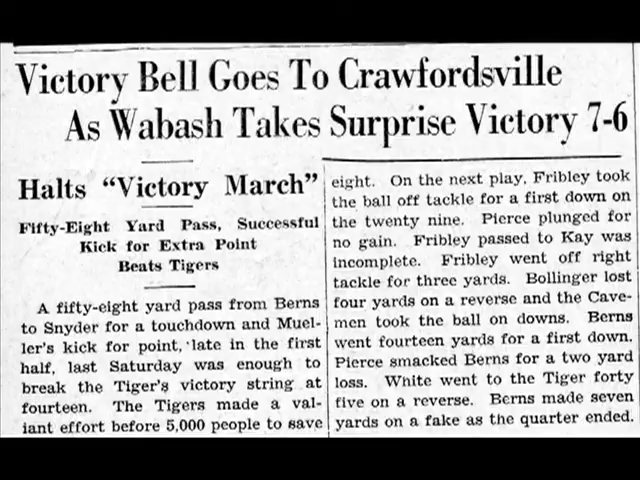 Victory Bell Goes To Crawfordsville
As Wabash Takes Surprise Victory 7-6
Halts "Victory March"
Fifty-Eight Yard Pass, Successful
Kick for Extra Point
Beats Tigers
A fifty-eight yard pass from Berns
to Snyder for a touchdown and Muel-
ler's kick for point, late in the first
half, last Saturday was enough to
break the Tiger's victory string at
fourteen. The Tigers made a val-
iant effort before 5,000 people to save
eight. On the next play, Fribley took
the ball off tackle for a first down on
the twenty nine. Pierce plunged for
no gain. Fribley passed to Kay was
incomplete. Fribley went off right
tackle for three yards. Bollinger lost
four yards on a reverse and the Cave-
men took the ball on downs. Berns
went fourteen yards for a first down.
Pierce smacked Berns for a two yard
loss. White went to the Tiger forty
five on a reverse. Berns made seven
yards on a fake as the quarter ended.